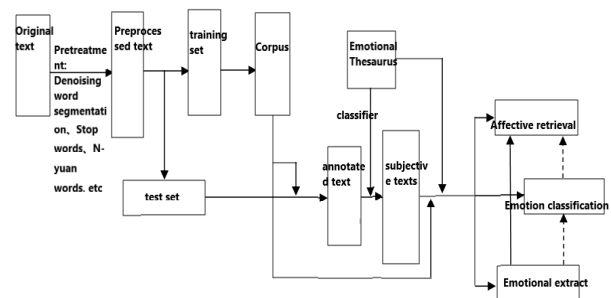 Original
text
Pretreatme
nt:
Denoising
word
segmentati
on、Stop
words、N-
yuan
words. etc
Preproces
sed text
training
set
Corpus
Emotional
Thesaurus
classifier
test set
annotate
d text
subjectiv
e texts
Affective retrieval
Emotion classification
Emotional extract